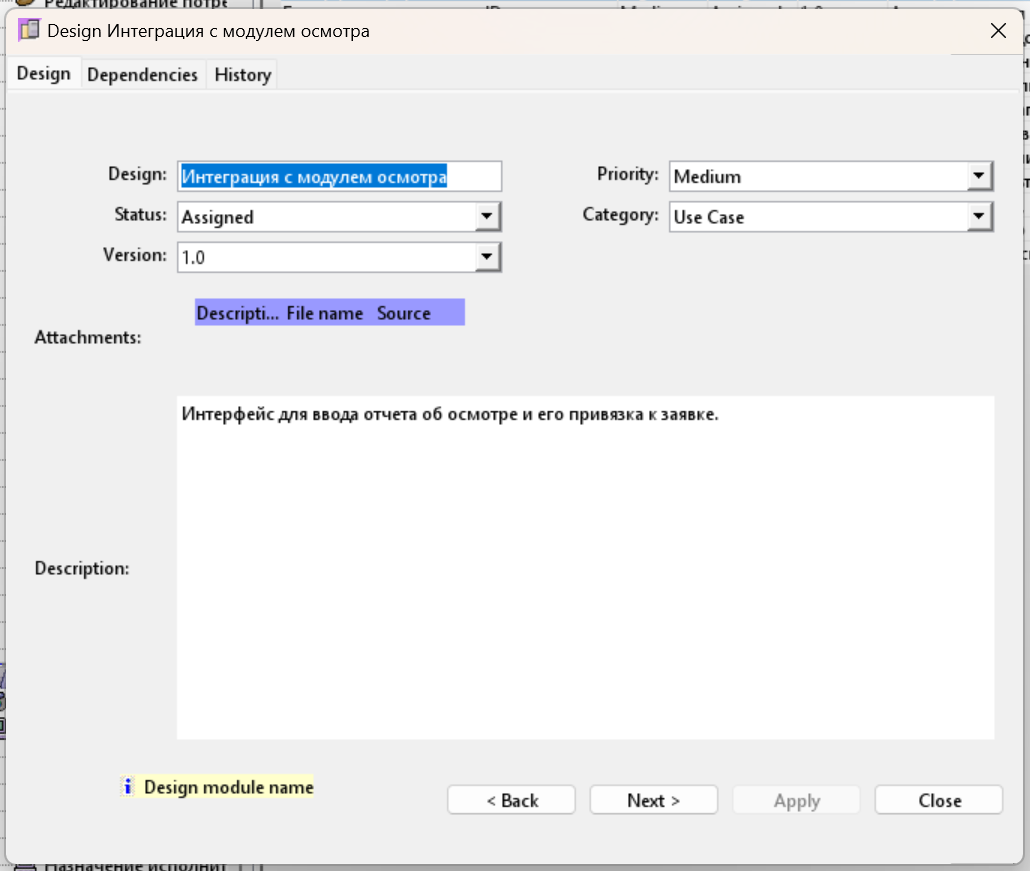 Редактирование потре
Design Интеграция с модулем осмотра
Design Dependencies History
Design: Интеграция с модулем осмотра Priority: Medium
Status: Assigned Category: Use Case
Version: 1.0
Descripti... File name Source
Attachments:
Интерфейс для ввода отчета об осмотре и его привязка к заявке.
Description:
Design module name
< Back Next > Apply Close
Назначение исполнит